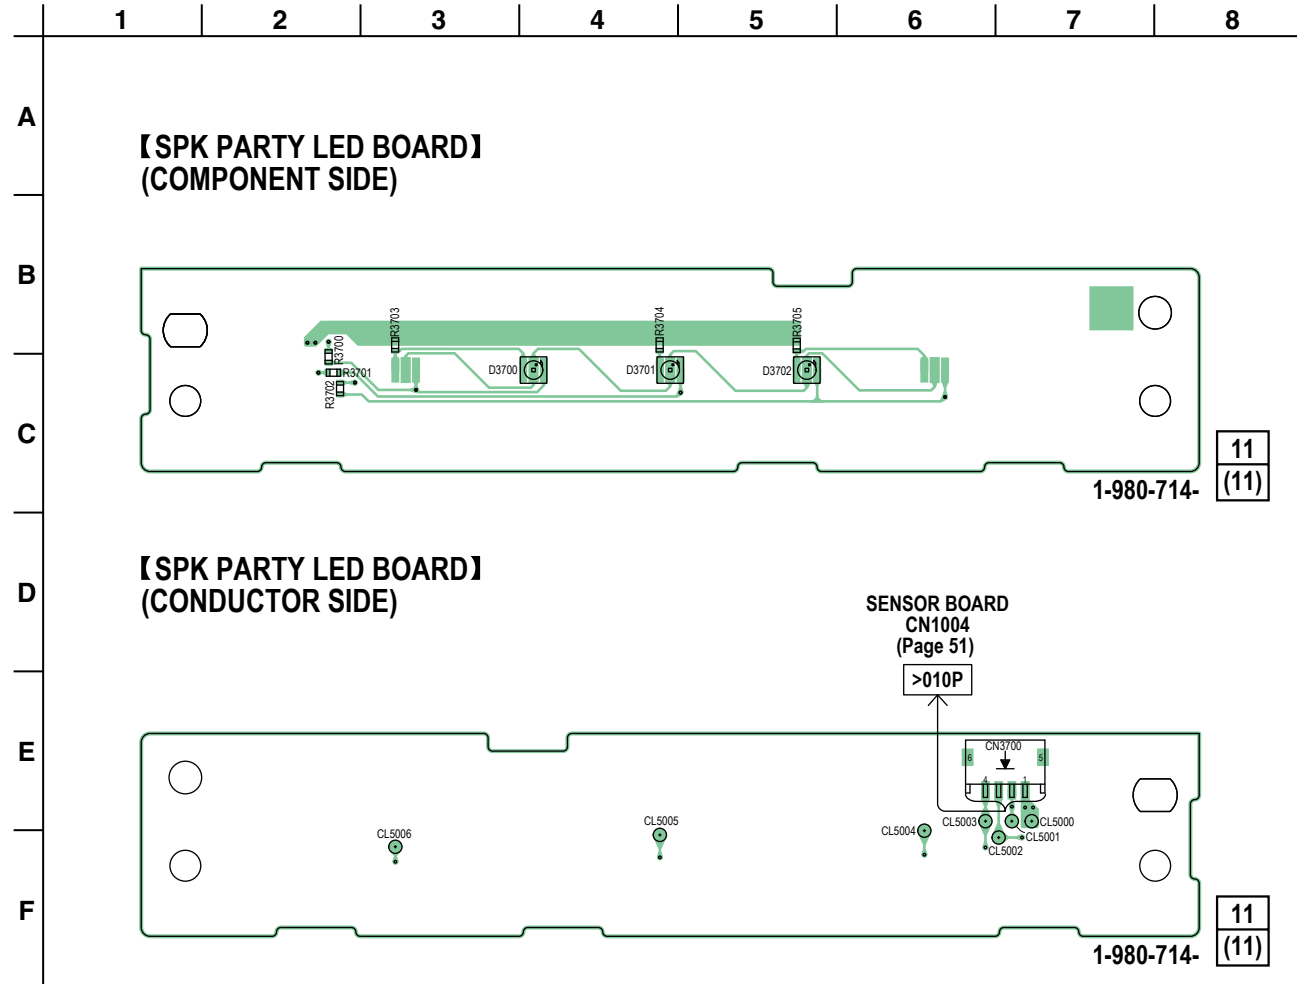 1 2 3 4 5 6 7 8
A
【SPK PARTY LED BOARD】
(COMPONENT SIDE)
B
R3703
R3704
R3705
R3700
R3701
R3702
D3700
D3701
D3702
C
11
(11)
1-980-714-
【SPK PARTY LED BOARD】
(CONDUCTOR SIDE)
D
SENSOR BOARD
CN1004
(Page 51)
>010P
E
CN3700
6
5
4
1
CL5003
CL5000
CL5004
CL5001
CL5002
CL5005
CL5006
F
11
(11)
1-980-714-